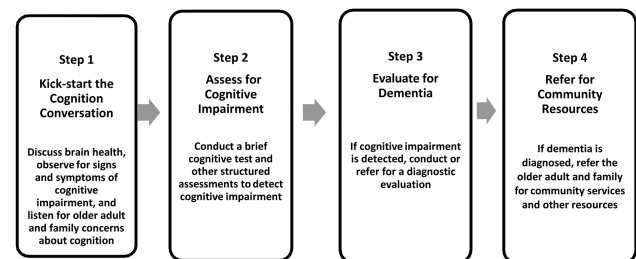 Step 1
Kick-start the
Cognition
Conversation
Discuss brain health,
observe for signs
and symptoms of
cognitive
impairment, and
listen for older adult
and family concerns
about cognition
Step 2
Assess for
Cognitive
Impairment
Conduct a brief
cognitive test and
other structured
assessments to detect
cognitive impairment
Step 3
Evaluate for
Dementia
If cognitive impairment
is detected, conduct or
refer for a diagnostic
evaluation
Step 4
Refer for
Community
Resources
If dementia is
diagnosed, refer the
older adult and family
for community services
and other resources